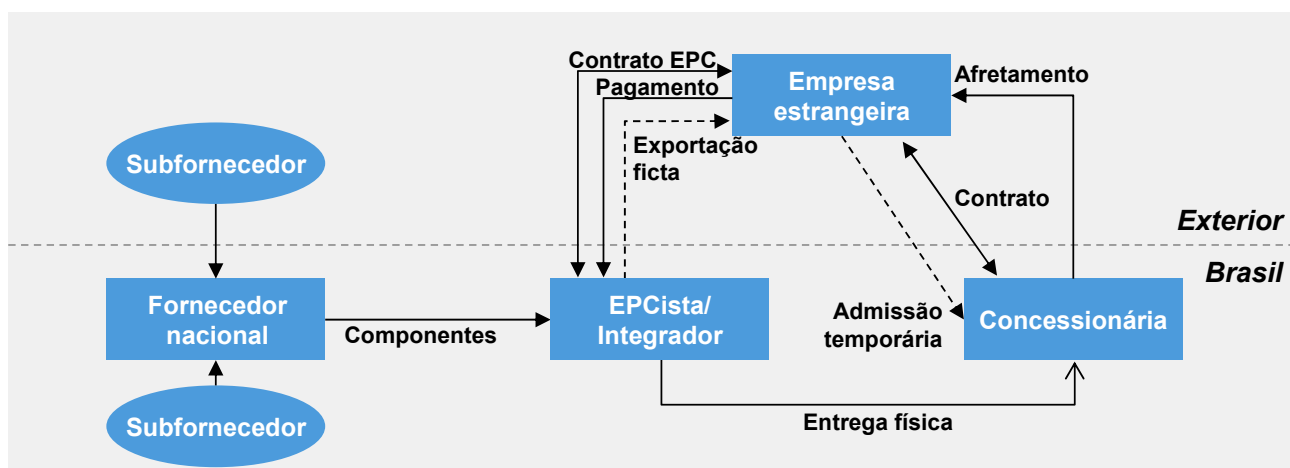 Contrato EPC
Pagamento
Empresa
estrangeira
Afretamento
Exportação
ficta
Subfornecedor
Contrato
Exterior
Brasil
Fornecedor
nacional
Componentes
EPCista/
Integrador
Admissão
temporária
Concessionária
Entrega física
Subfornecedor